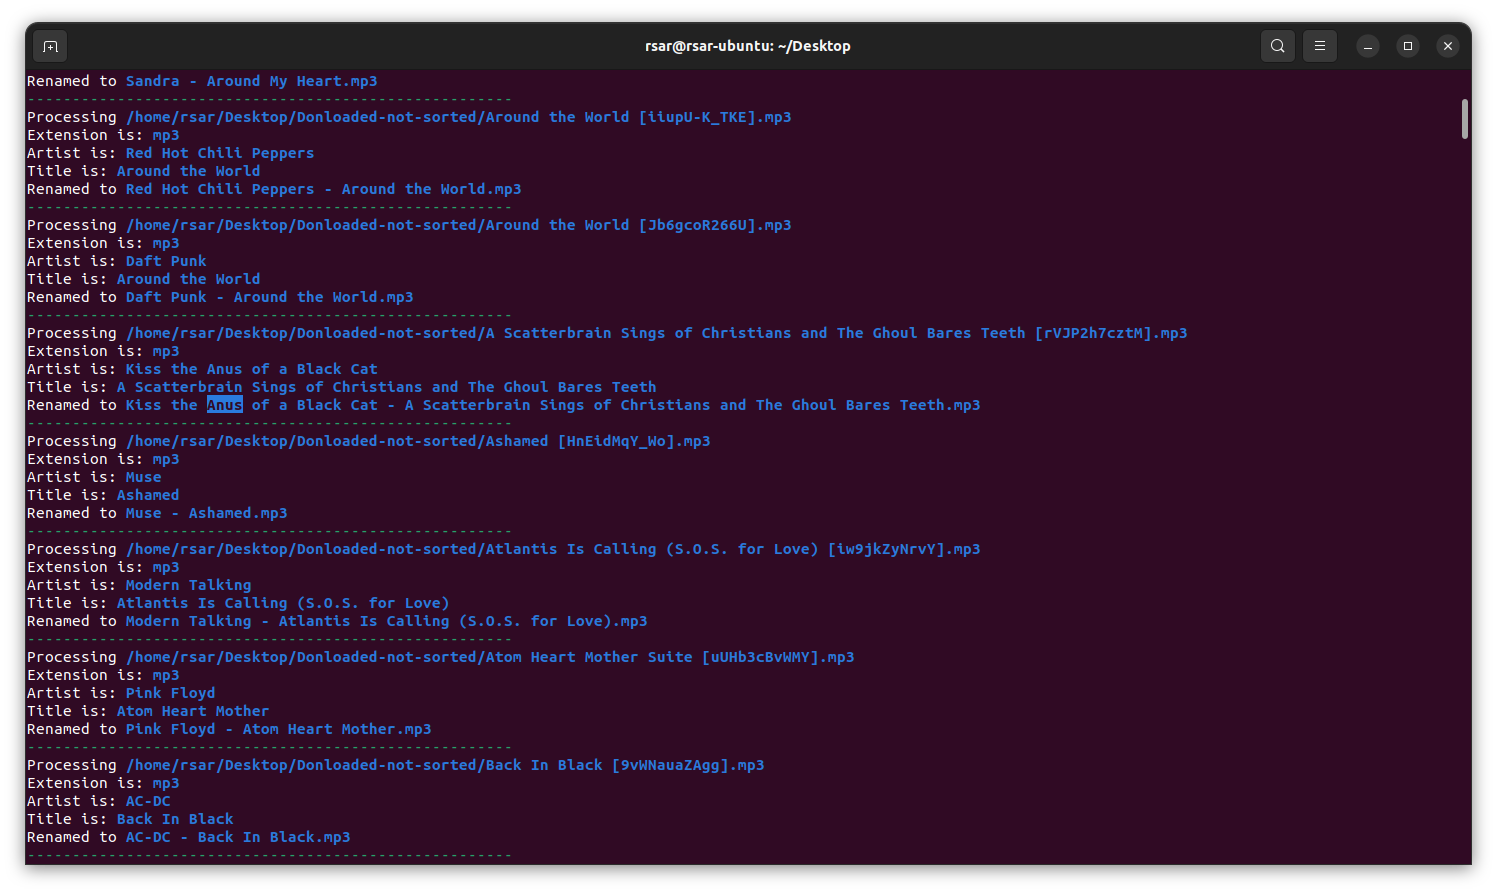 rsar@rsar-ubuntu: ~/Desktop
Renamed to Sandra - Around My Heart.mp3
------------------------------------------------------
Processing /home/rsar/Desktop/Donloaded-not-sorted/Around the World [iiupU-K_TKE].mp3
Extension is: mp3
Artist is: Red Hot Chili Peppers
Title is: Around the World
Renamed to Red Hot Chili Peppers - Around the World.mp3
------------------------------------------------------
Processing /home/rsar/Desktop/Donloaded-not-sorted/Around the World [Jb6gcoR266U].mp3
Extension is: mp3
Artist is: Daft Punk
Title is: Around the World
Renamed to Daft Punk - Around the World.mp3
------------------------------------------------------
Processing /home/rsar/Desktop/Donloaded-not-sorted/A Scatterbrain Sings of Christians and The Ghoul Bares Teeth [rVJP2h7cztM].mp3
Extension is: mp3
Artist is: Kiss the Anus of a Black Cat
Title is: A Scatterbrain Sings of Christians and The Ghoul Bares Teeth
Renamed to Kiss the Anus of a Black Cat - A Scatterbrain Sings of Christians and The Ghoul Bares Teeth.mp3
------------------------------------------------------
Processing /home/rsar/Desktop/Donloaded-not-sorted/Ashamed [HnEidMqY_Wo].mp3
Extension is: mp3
Artist is: Muse
Title is: Ashamed
Renamed to Muse - Ashamed.mp3
------------------------------------------------------
Processing /home/rsar/Desktop/Donloaded-not-sorted/Atlantis Is Calling (S.O.S. for Love) [iw9jkZyNrvY].mp3
Extension is: mp3
Artist is: Modern Talking
Title is: Atlantis Is Calling (S.O.S. for Love)
Renamed to Modern Talking - Atlantis Is Calling (S.O.S. for Love).mp3
------------------------------------------------------
Processing /home/rsar/Desktop/Donloaded-not-sorted/Atom Heart Mother Suite [uUHb3cBvWMY].mp3
Extension is: mp3
Artist is: Pink Floyd
Title is: Atom Heart Mother
Renamed to Pink Floyd - Atom Heart Mother.mp3
------------------------------------------------------
Processing /home/rsar/Desktop/Donloaded-not-sorted/Back In Black [9vWNauaZAgg].mp3
Extension is: mp3
Artist is: AC-DC
Title is: Back In Black
Renamed to AC-DC - Back In Black.mp3
------------------------------------------------------